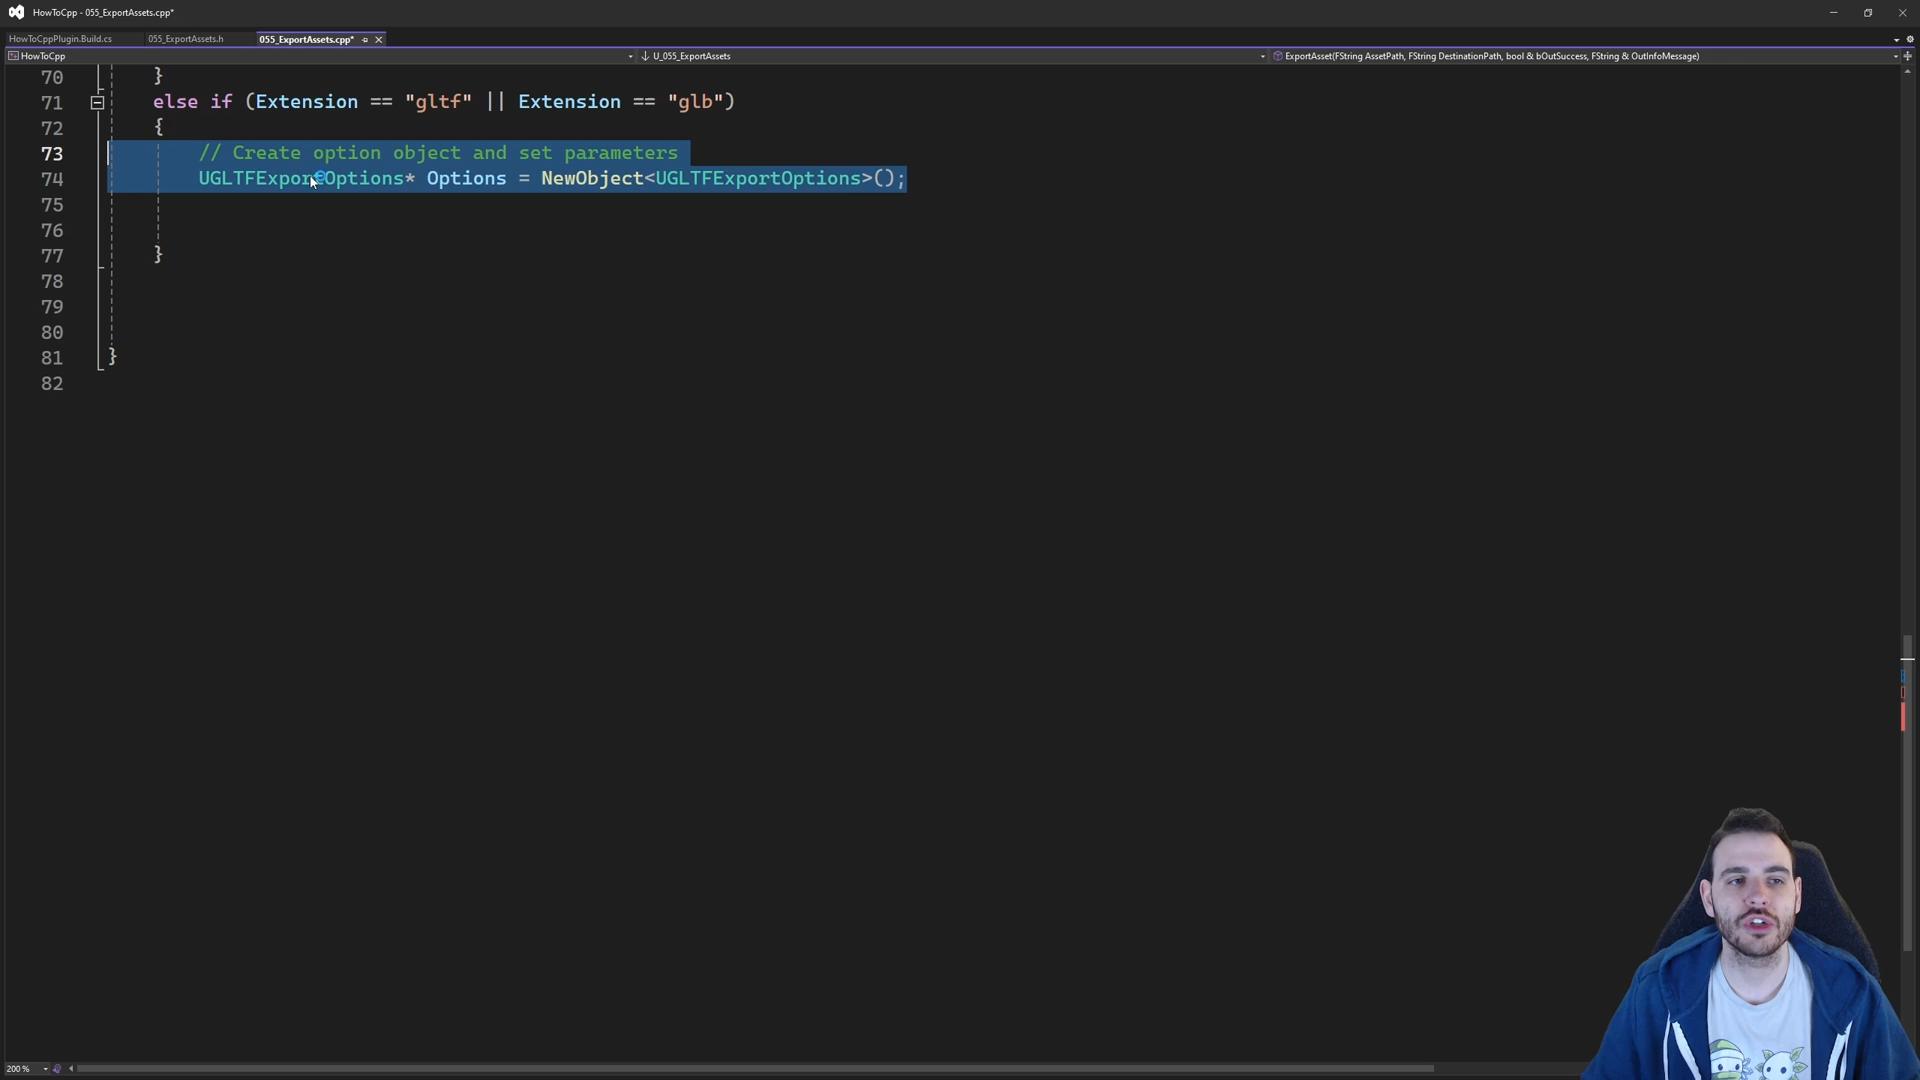 HowToCpp - 055_ExportAssets.cpp*
HowToCppPlugin.Build.cs 055_ExportAssets.h 055_ExportAssets.cpp*
HowToCpp U_055_ExportAssets ExportAsset(FString AssetPath, FString DestinationPath, bool & bOutSuccess, FString & OutInfoMessage)
70 }
71 else if (Extension == "gltf" || Extension == "glb")
72 {
73 // Create option object and set parameters
74 UGLTFExportOptions* Options = NewObject<UGLTFExportOptions>();
75
76
77 }
78
79
80
81 }
82
200 %